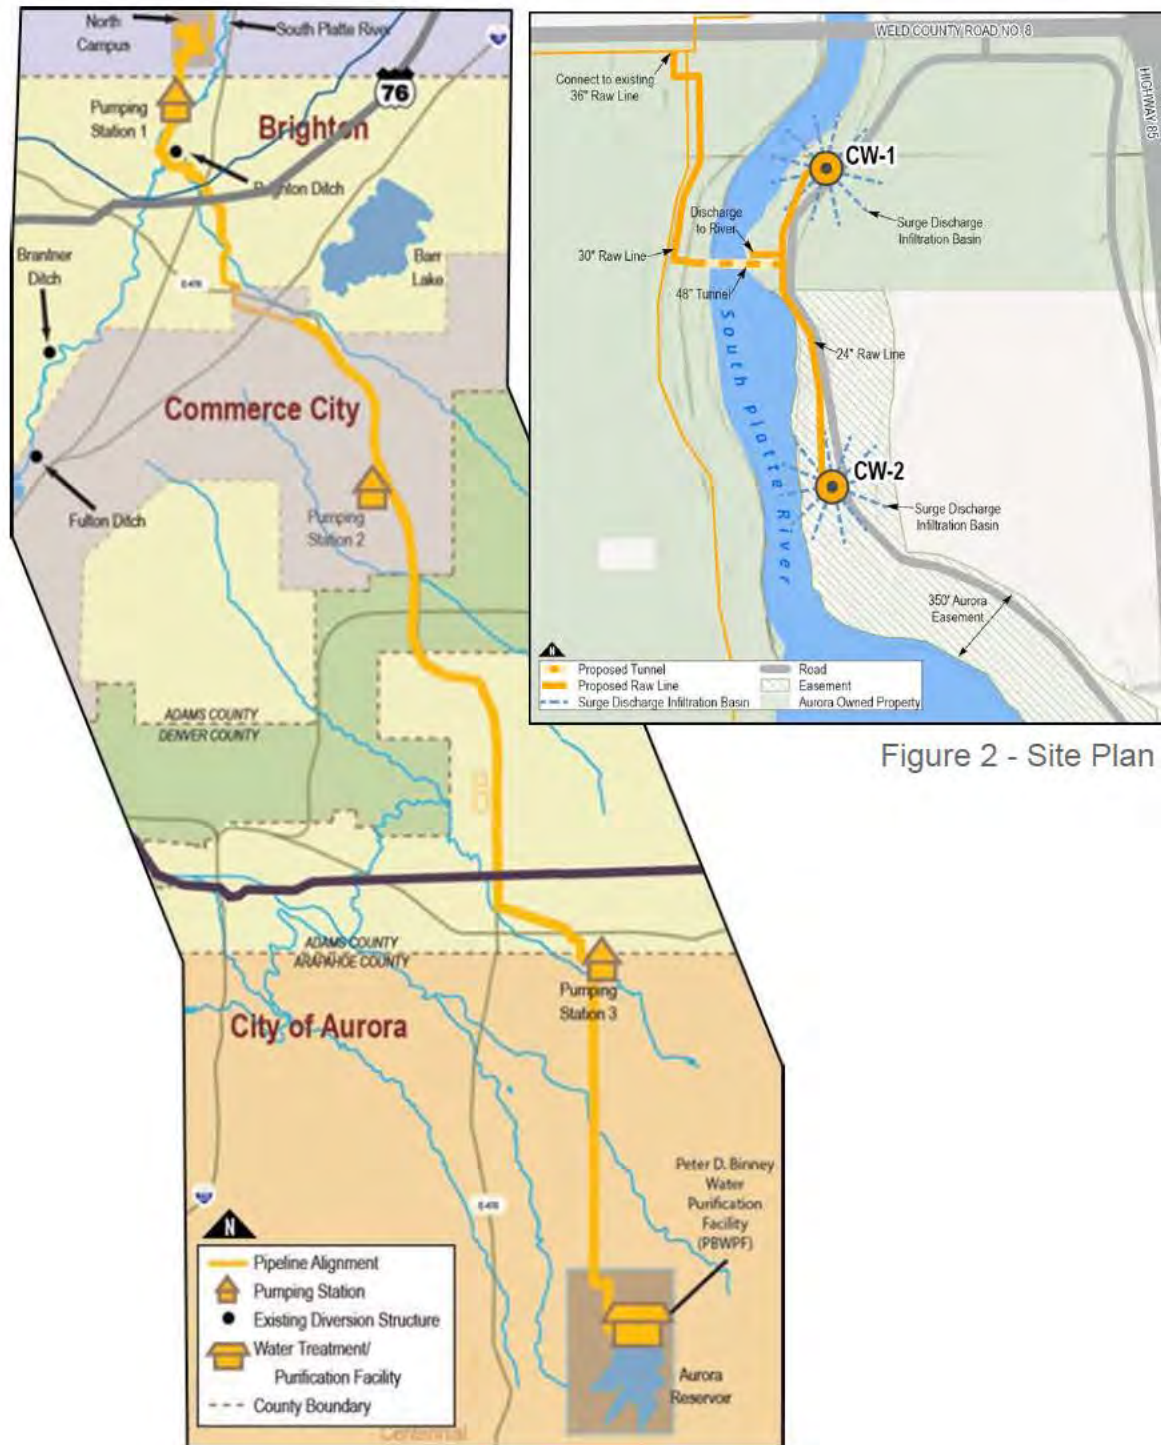 North
Campus
South Platte River
76
Pumping
Station 1
Brighton
Brighton Ditch
Brantner
Ditch
Barr
Lake
E-470
Commerce City
Fulton Ditch
Pumping
Station 2
ADAMS COUNTY
DENVER COUNTY
ADAMS COUNTY
ARAPAHOE COUNTY
Pumping
Station 3
City of Aurora
Peter D. Binney
Water
Purification
Facility
(PBWPF)
E-470
N
Pipeline Alignment
Pumping Station
Existing Diversion Structure
Water Treatment/
Purification Facility
County Boundary
Aurora
Reservoir
Centennial
WELD COUNTY ROAD NO. 8
HIGHWAY 85
Connect to existing
36" Raw Line
CW-1
Discharge
to River
Surge Discharge
Infiltration Basin
30" Raw Line
48" Tunnel
South Platte River
24" Raw Line
CW-2
Surge Discharge
Infiltration Basin
350' Aurora
Easement
N
Proposed Tunnel
Road
Proposed Raw Line
Easement
Surge Discharge Infiltration Basin
Aurora Owned Property
Figure 2 - Site Plan